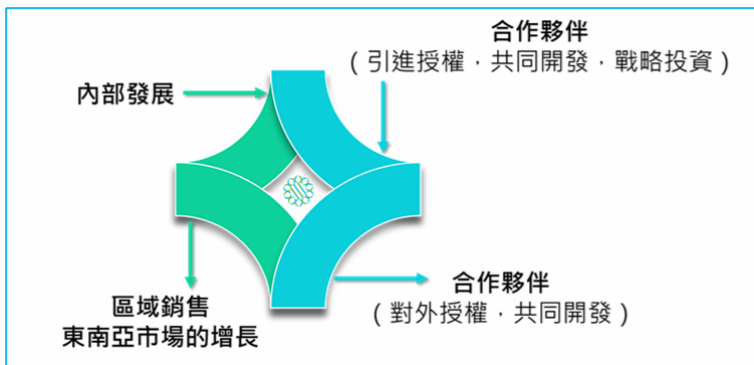 合作夥伴
（引進授權，共同開發，戰略投資）
內部發展
合作夥伴
（對外授權，共同開發）
區域銷售
東南亞市場的增長